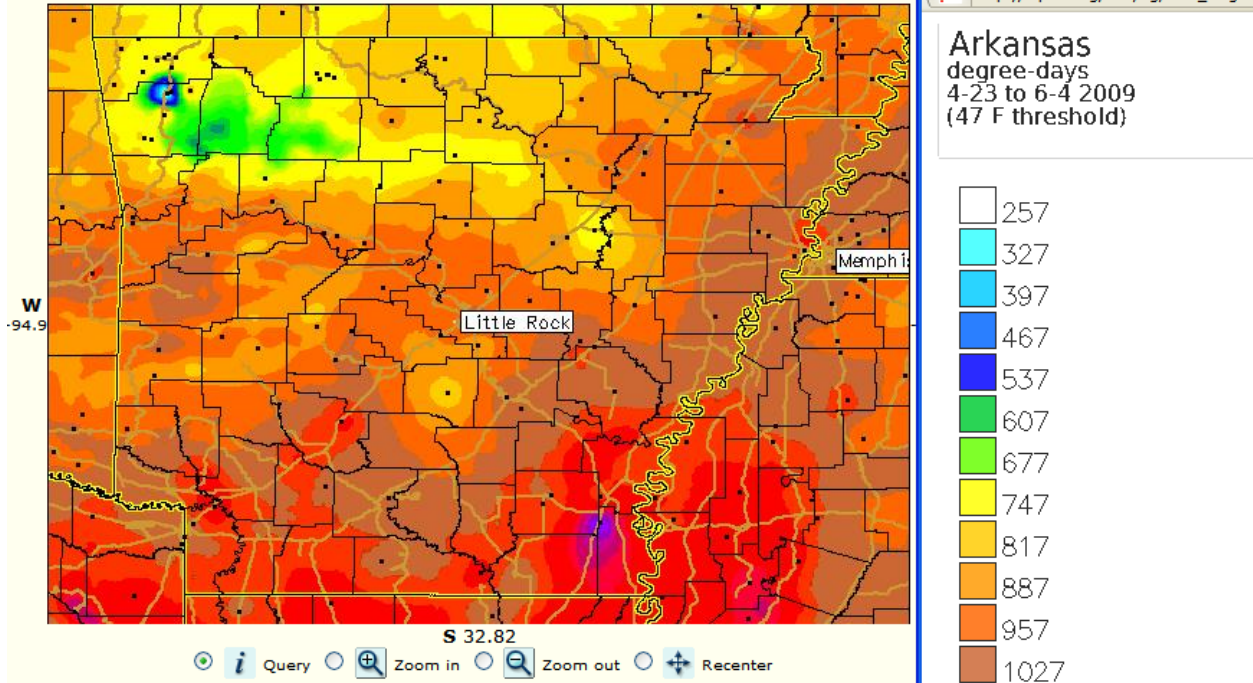 W
-94.9
Little Rock
Memphis
S 32.82
i Query Zoom in Zoom out Recenter
Arkansas
degree-days
4-23 to 6-4 2009
(47 F threshold)
257
327
397
467
537
607
677
747
817
887
957
1027